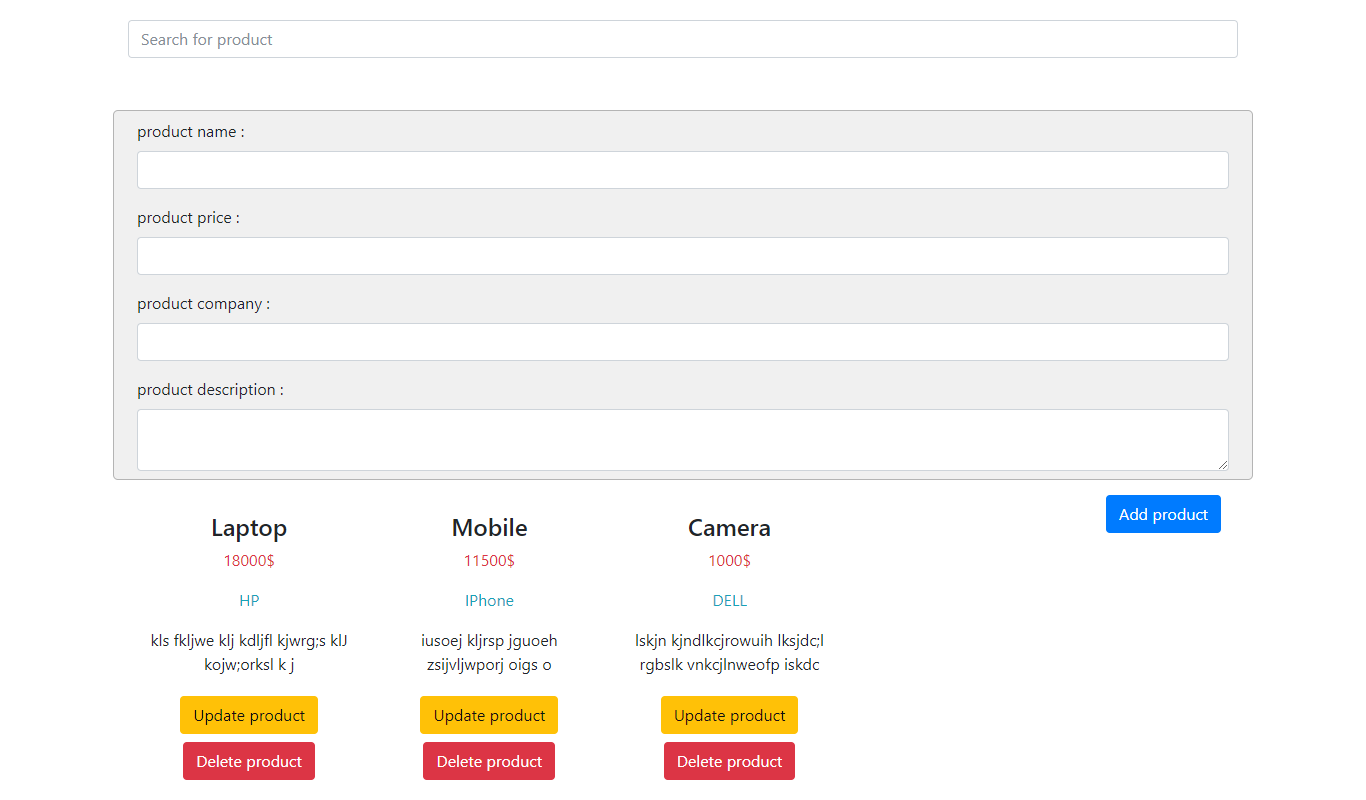 Search for product
product name :
product price :
product company :
product description :
Add product
Laptop
18000$
HP
kls fkljwe klj kdljfl kjwrg;s klJ
kojw;orksl k j
Update product
Delete product
Mobile
11500$
IPhone
iusoej kljrsp jguoeh
zsijvljwporj oigs o
Update product
Delete product
Camera
1000$
DELL
lskjn kjndlkcjrowuih lksjdc;l
rgbslk vnkcjlnweofp iskdc
Update product
Delete product